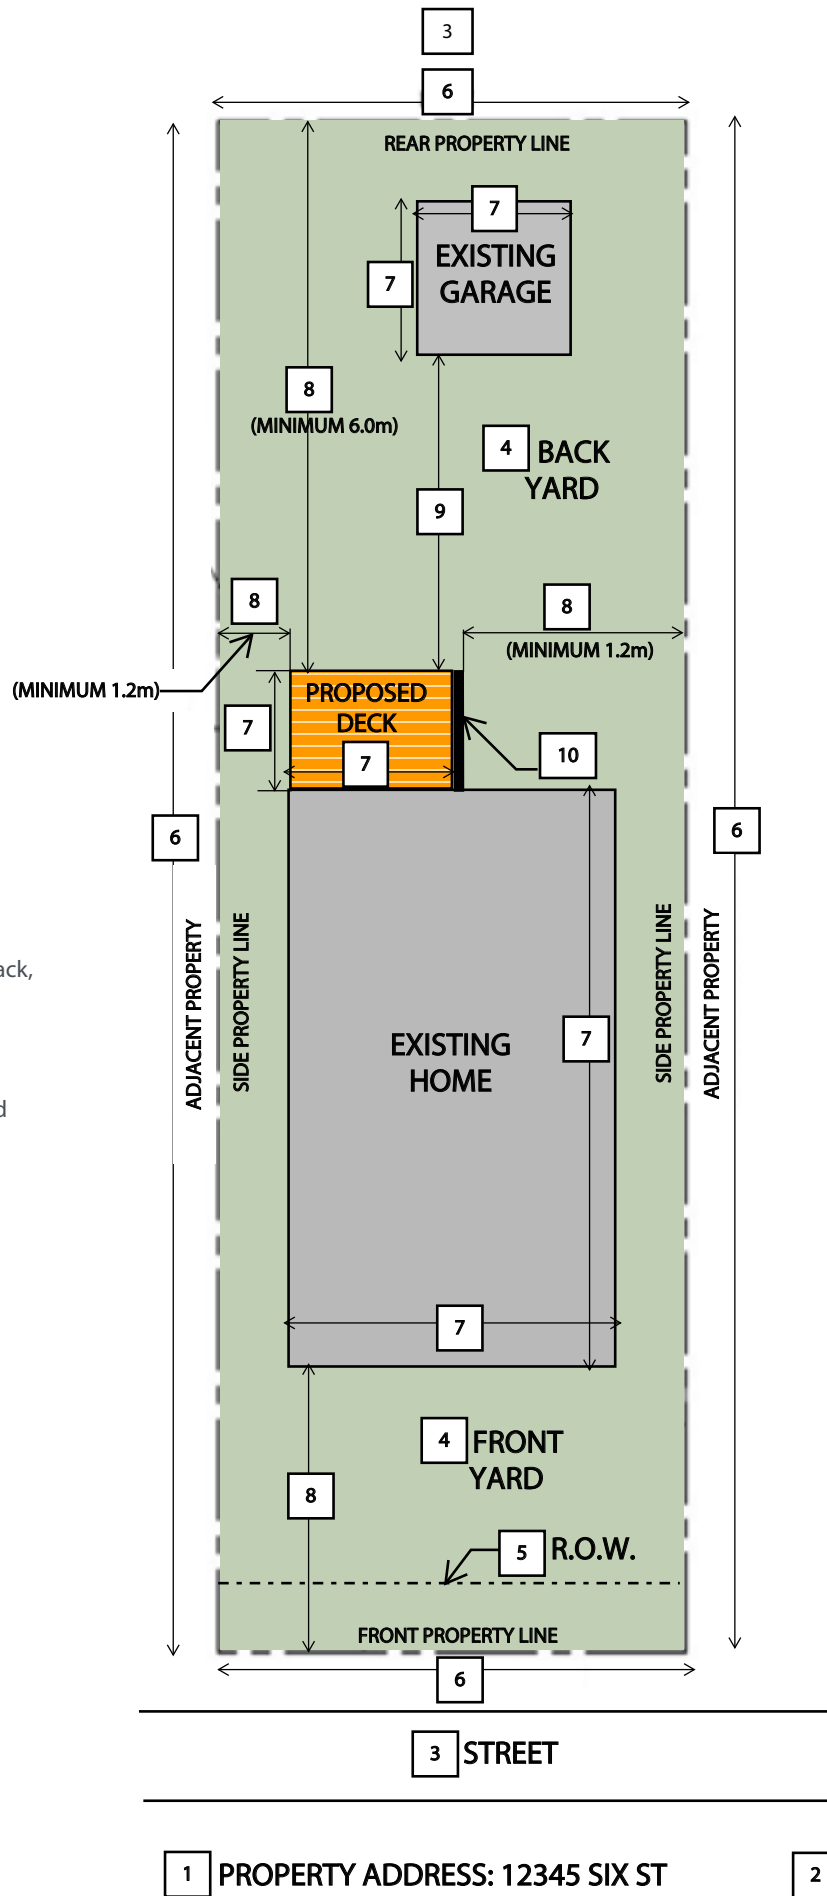 3
6
REAR PROPERTY LINE
7
EXISTING
GARAGE
7
8
(MINIMUM 6.0m)
4 BACK
YARD
9
8
8
(MINIMUM 1.2m)
(MINIMUM 1.2m)
PROPOSED
DECK
7
7
10
6
6
ack,
d
ADJACENT PROPERTY
SIDE PROPERTY LINE
SIDE PROPERTY LINE
ADJACENT PROPERTY
EXISTING
HOME
7
7
4 FRONT
YARD
8
5 R.O.W.
FRONT PROPERTY LINE
6
3 STREET
1 PROPERTY ADDRESS: 12345 SIX ST
2